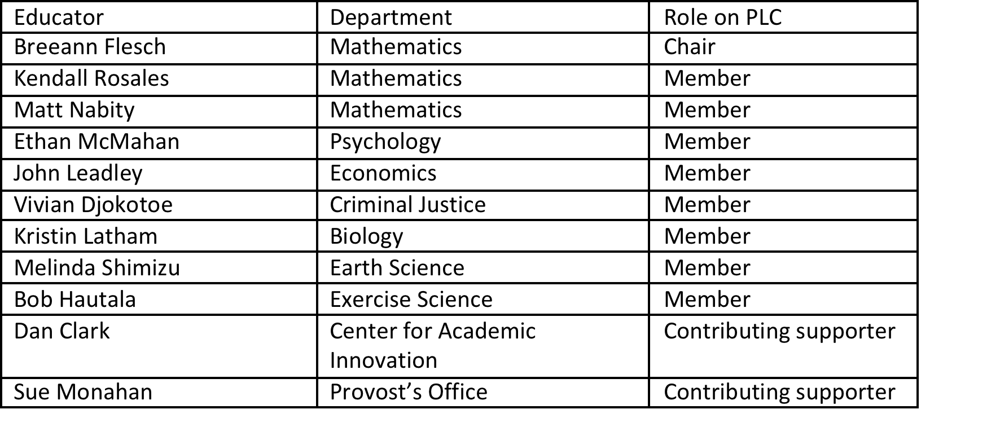 Educator Department Role on PLC
Breeann Flesch Mathematics Chair
Kendall Rosales Mathematics Member
Matt Nabity Mathematics Member
Ethan McMahan Psychology Member
John Leadley Economics Member
Vivian Djokotoe Criminal Justice Member
Kristin Latham Biology Member
Melinda Shimizu Earth Science Member
Bob Hautala Exercise Science Member
Dan Clark Center for Academic Contributing supporter
Innovation
Sue Monahan Provost’s Office Contributing supporter